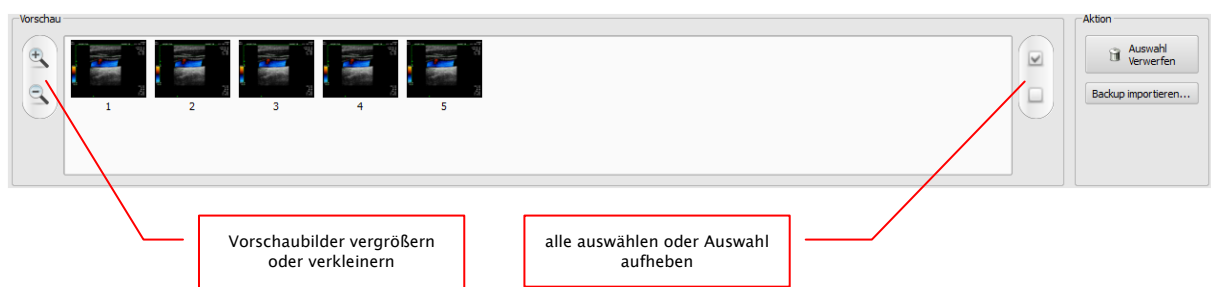 Vorschau
Aktion
Auswahl
Verwerfen
Backup importieren...
1 2 3 4 5
Vorschaubilder vergrößern
oder verkleinern
alle auswählen oder Auswahl
aufheben